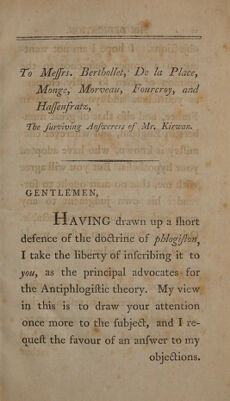 To Meſſrs. Berthollet, De la Place,
Monge, Morveau, Fourcroy, and
Haſſenfratz,
The ſurviving Anſwerers of Mr. Kirwan.
GENTLEMEN,
HAVING drawn up a ſhort
defence of the doctrine of phlogiſton,
I take the liberty of inſcribing it to
you, as the principal advocates for
the Antiphlogiſtic theory. My view
in this is to draw your attention
once more to the ſubject, and I re-
queſt the favour of an anſwer to my
objections.